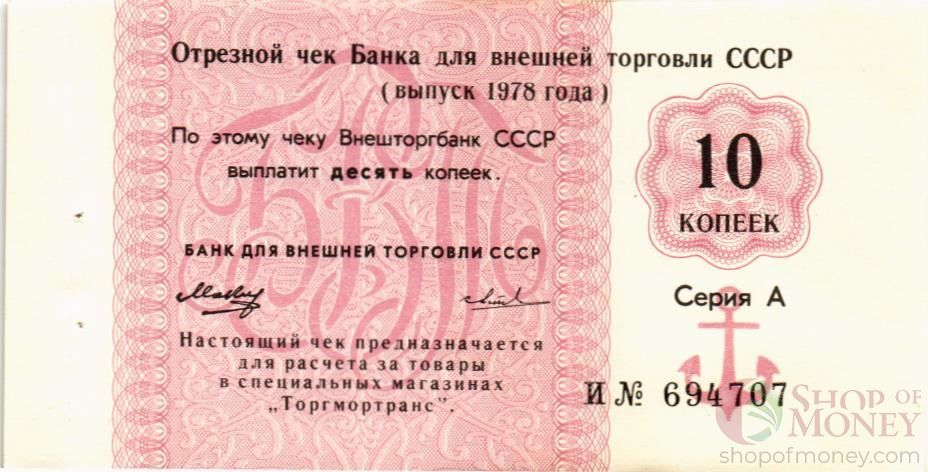 Отрезной чек Банка для внешней торговли СССР
(выпуск 1978 года)
По этому чеку Внешторгбанк СССР
выплатит десять копеек.
10
КОПЕЕК
БАНК ДЛЯ ВНЕШНЕЙ ТОРГОВЛИ СССР
Серия А
Настоящий чек предназначается
для расчета за товары
в специальных магазинах
„Торгмортранс".
И № 694707
SHOP OF
MONEY
shopofmoney.com